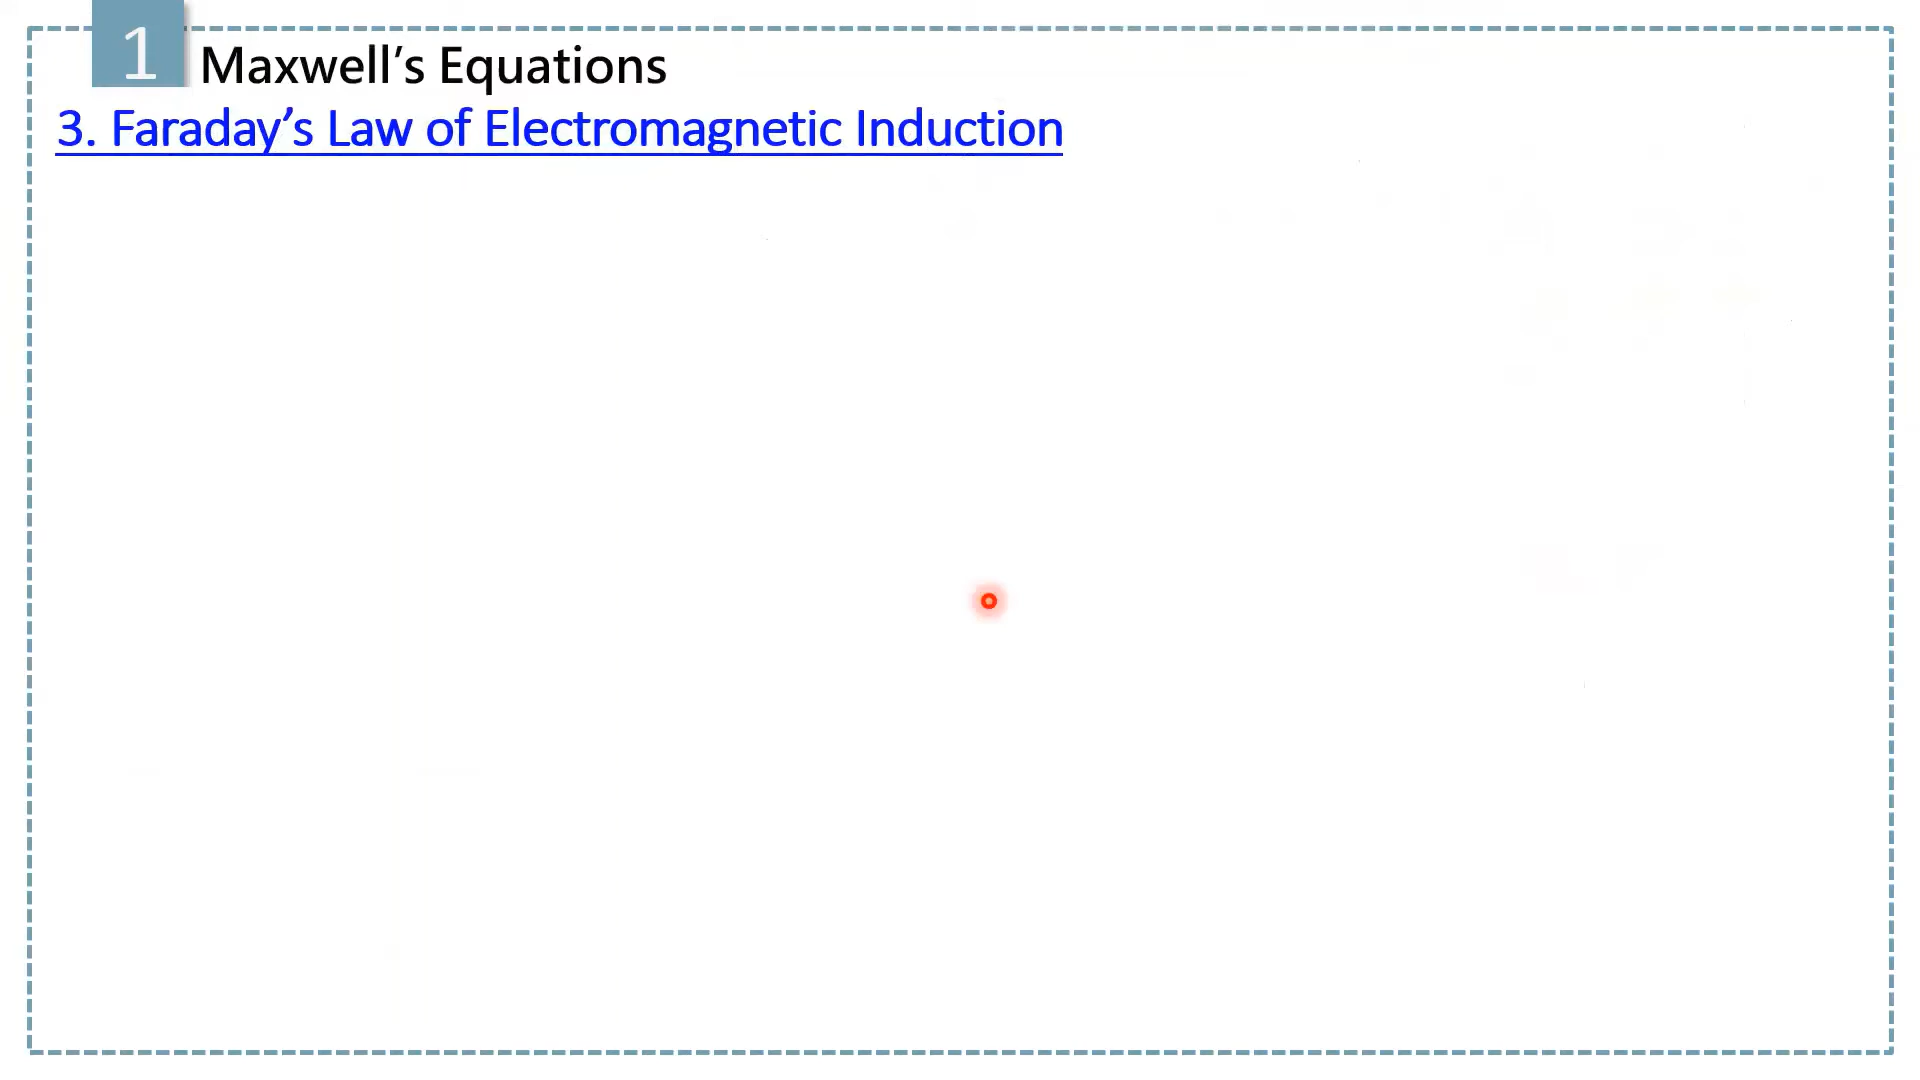 1
Maxwell’s Equations
3. Faraday’s Law of Electromagnetic Induction